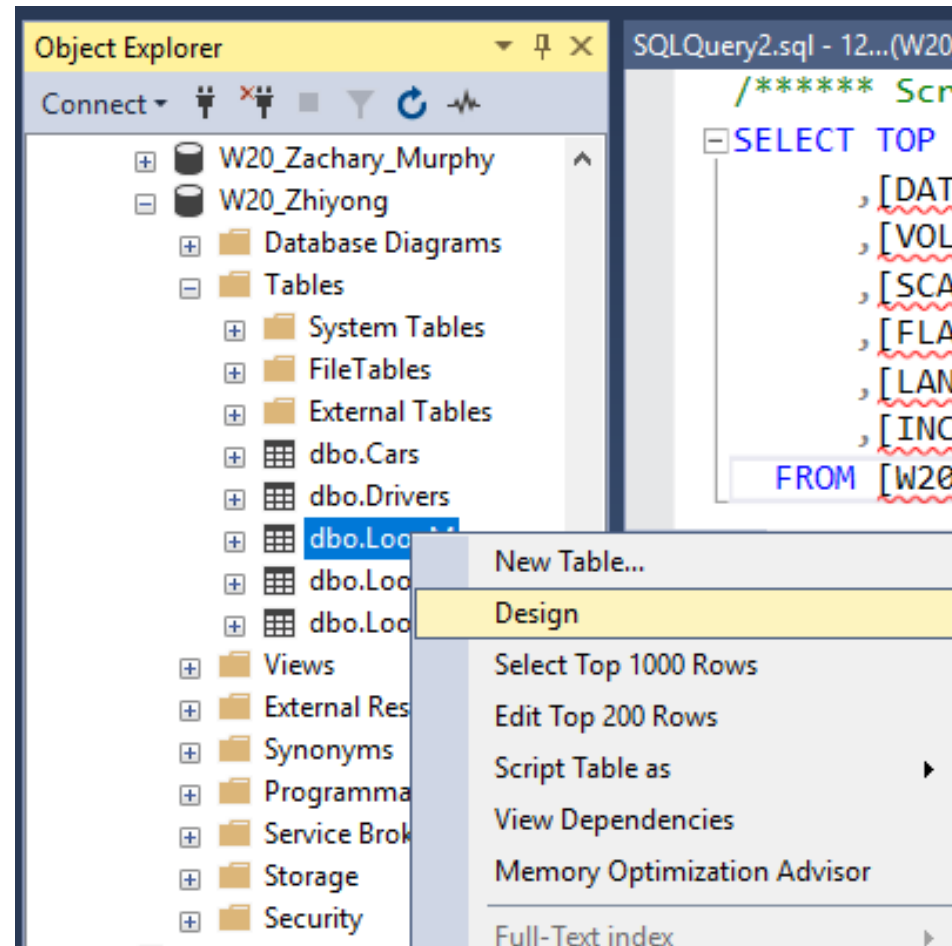 Object Explorer
Connect
W20_Zachary_Murphy
W20_Zhiyong
Database Diagrams
Tables
System Tables
FileTables
External Tables
dbo.Cars
dbo.Drivers
dbo.Loo
dbo.Loo
dbo.Loo
Views
External Res
Synonyms
Programma
Service Brok
Storage
Security
SQLQuery2.sql - 12...(W20
/****** Scr
SELECT TOP
,[DAT
,[VOL
,[SCA
,[FLA
,[LAN
,[INC
FROM [W20
New Table...
Design
Select Top 1000 Rows
Edit Top 200 Rows
Script Table as
View Dependencies
Memory Optimization Advisor
Full-Text index